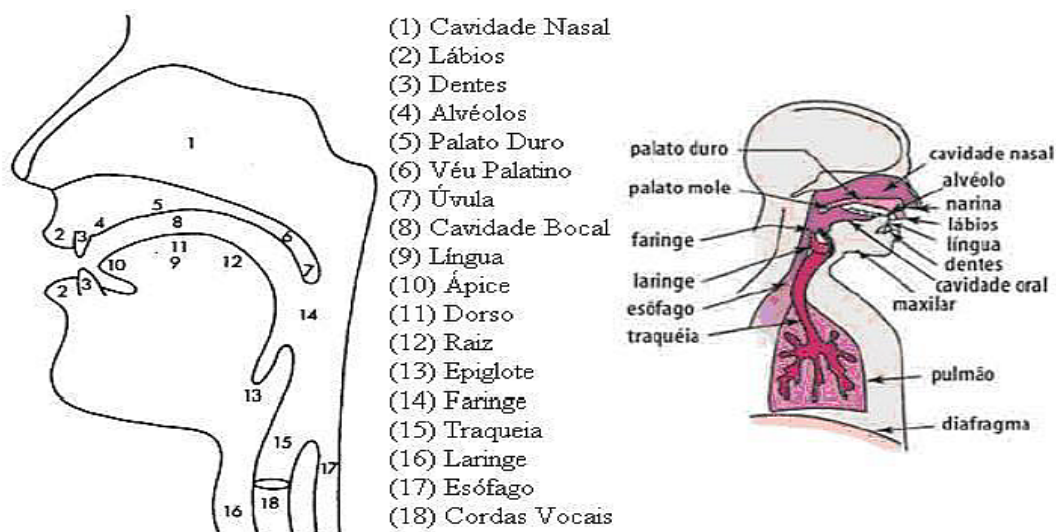 (1) Cavidade Nasal
(2) Lábios
(3) Dentes
(4) Alvéolos
(5) Palato Duro
(6) Véu Palatino
(7) Úvula
(8) Cavidade Bocal
(9) Língua
(10) Ápice
(11) Dorso
(12) Raiz
(13) Epiglote
(14) Faringe
(15) Traqueia
(16) Laringe
(17) Esófago
(18) Cordas Vocais
1
5
4
8
2
3
6
11
10
9
12
7
3
2
14
13
15
17
16
18
palato duro
palato mole
faringe
laringe
esôfago
traquéia
cavidade nasal
alvéolo
narina
lábios
língua
dentes
cavidade oral
maxilar
pulmão
diafragma